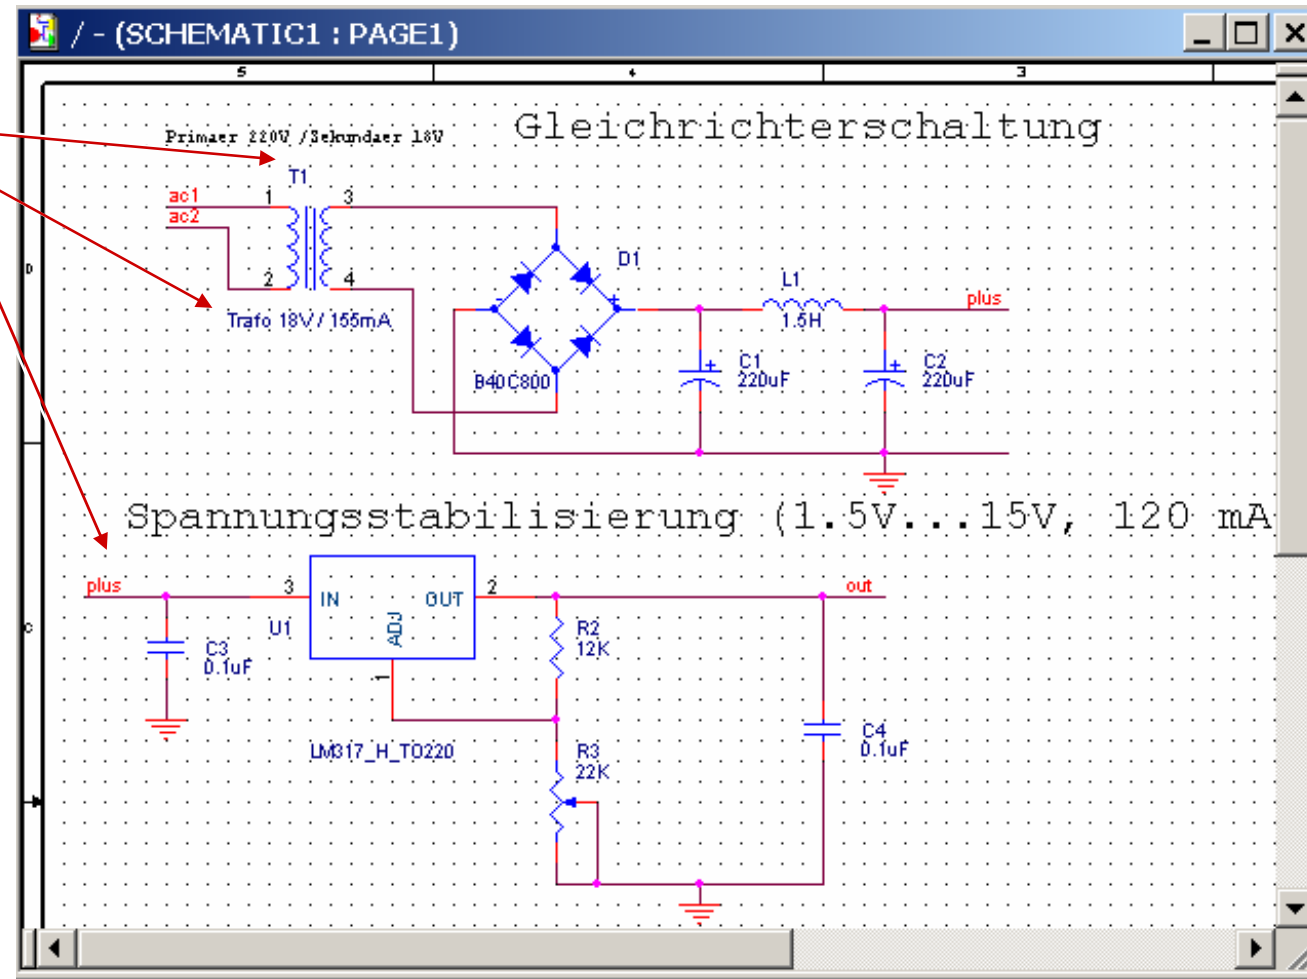 / - (SCHEMATIC1 : PAGE1)
5 4 3
Gleichrichterschaltung
Primaer 220V /Sekundaer 18V
T1
ac1 1 3
ac2
D
D1
2 4
L1
plus
- +
Trafo 18V / 155mA
1.5H
B40C800
+ C1
220uF
+ C2
220uF
Spannungsstabilisierung (1.5V...15V, 120 mA
plus 3 IN OUT 2 out
C
U1
ADJ
R2
12K
C3
0.1uF
1
LM317_H_TO220
R3
22K
C4
0.1uF